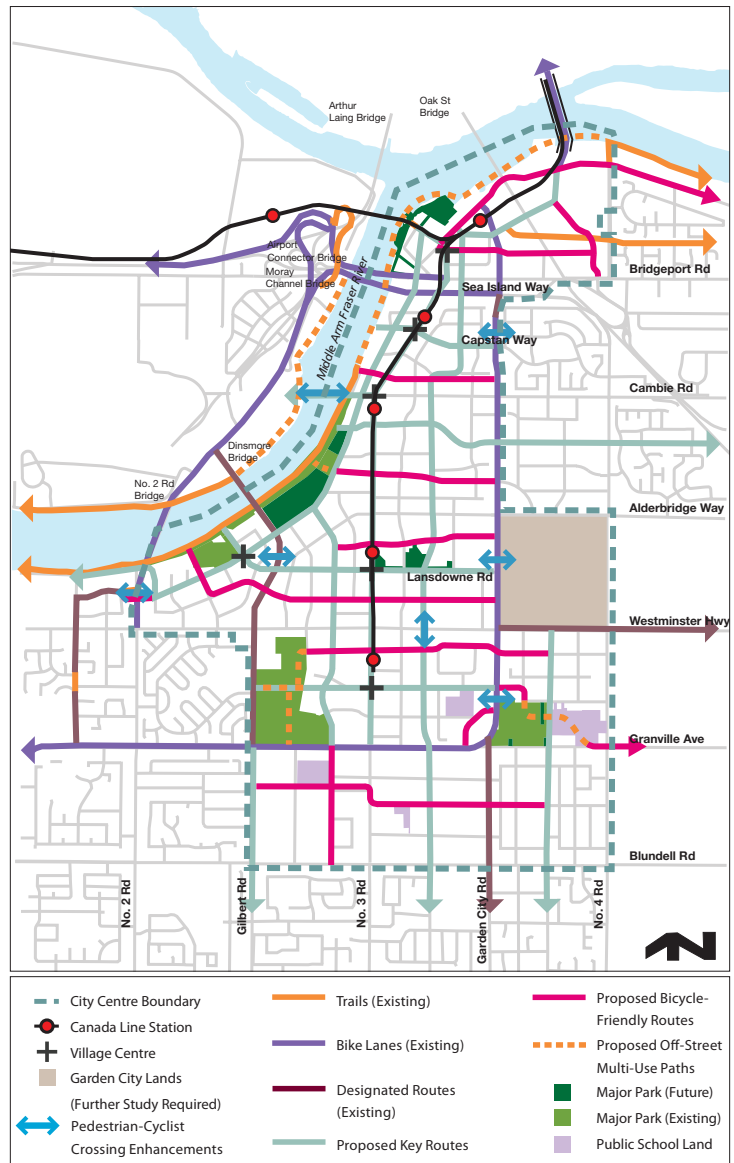 Arthur
Laing Bridge
Oak St
Bridge
Airport
Connector Bridge
Moray
Channel Bridge
Middle Arm Fraser River
Bridgeport Rd
Sea Island Way
Capstan Way
Cambie Rd
Dinsmore
Bridge
No. 2 Rd
Bridge
Alderbridge Way
Lansdowne Rd
Westminster Hwy
Granville Ave
Blundell Rd
No. 2 Rd
Gilbert Rd
No. 3 Rd
Garden City Rd
No. 4 Rd
N
City Centre Boundary
Canada Line Station
Village Centre
Garden City Lands
(Further Study Required)
Pedestrian-Cyclist
Crossing Enhancements
Trails (Existing)
Bike Lanes (Existing)
Designated Routes
(Existing)
Proposed Key Routes
Proposed Bicycle-
Friendly Routes
Proposed Off-Street
Multi-Use Paths
Major Park (Future)
Major Park (Existing)
Public School Land